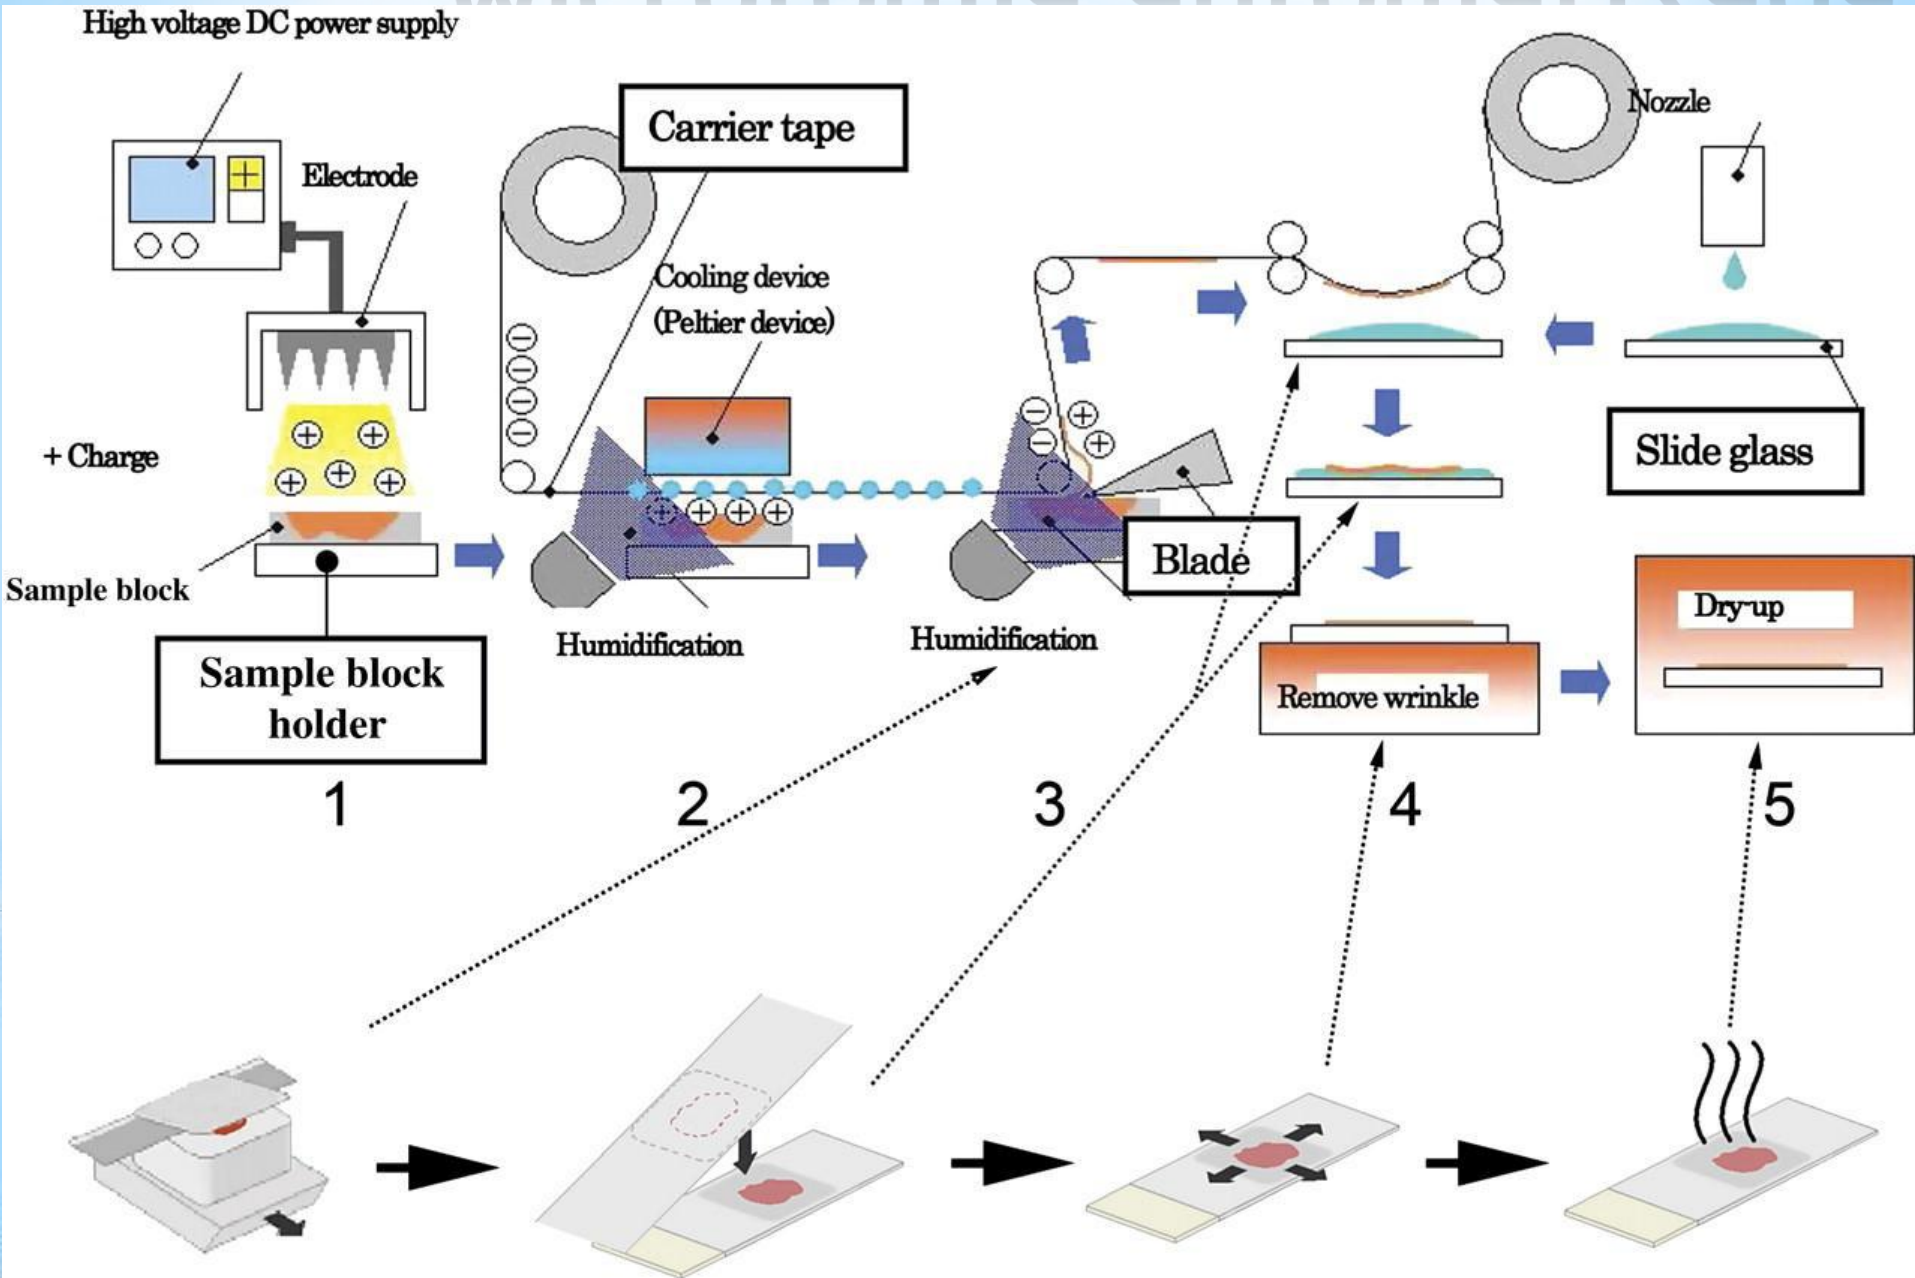 High voltage DC power supply
Electrode
+ Charge
Sample block
Sample block
holder
Carrier tape
Cooling device
(Peltier device)
Humidification
Humidification
Blade
Nozzle
Slide glass
Remove wrinkle
Dry-up
1
2
3
4
5